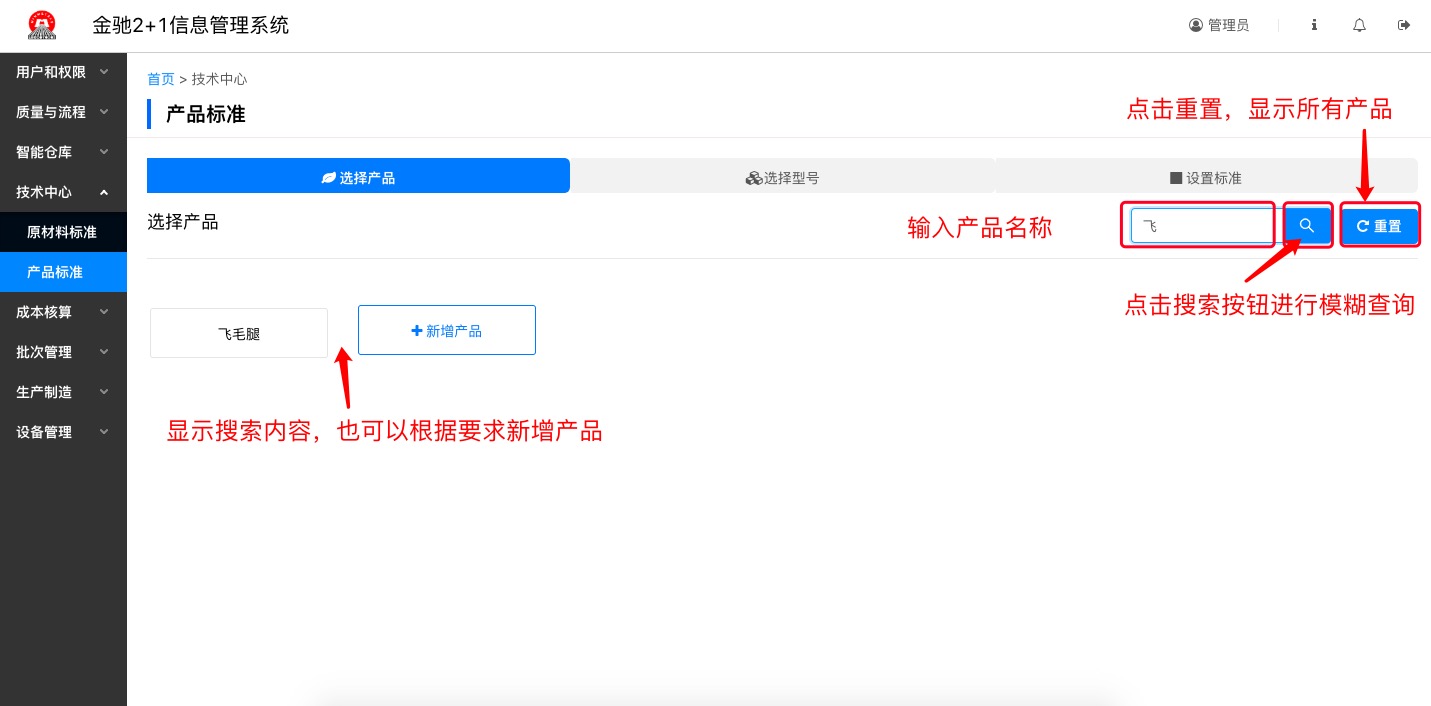 金驰2+1信息管理系统
管理员
用户和权限
质量与流程
智能仓库
技术中心
原材料标准
产品标准
成本核算
批次管理
生产制造
设备管理
首页 > 技术中心
产品标准
点击重置，显示所有产品
选择产品
选择型号
设置标准
选择产品
输入产品名称
飞
重置
点击搜索按钮进行模糊查询
飞毛腿
新增产品
显示搜索内容，也可以根据要求新增产品